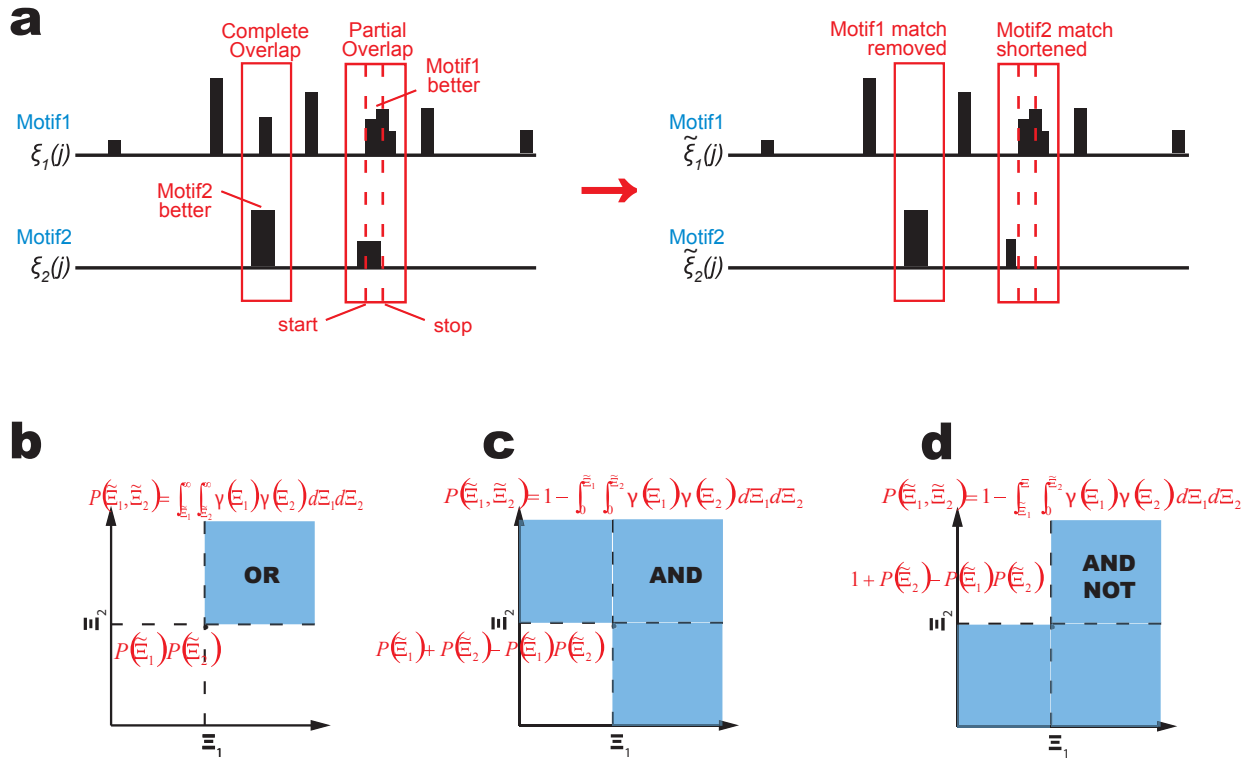 a
Complete
Overlap
Partial
Overlap
Motif1
better
Motif1
ξ₁(j)
Motif2
better
Motif2
ξ₂(j)
start
stop
→
Motif1 match
removed
Motif2 match
shortened
Motif1
ξ̃₁(j)
Motif2
ξ̃₂(j)
b
P(Ξ̃₁,Ξ̃₂)=∫_{Ξ̃₁}^{∞}∫_{Ξ̃₂}^{∞}γ(Ξ₁)γ(Ξ₂)dΞ₁dΞ₂
OR
Ξ₂
P(Ξ̃₁)P(Ξ̃₂)
Ξ₁
c
P(Ξ̃₁,Ξ̃₂)=1−∫_{0}^{Ξ̃₁}∫_{0}^{Ξ̃₂}γ(Ξ₁)γ(Ξ₂)dΞ₁dΞ₂
AND
Ξ₂
P(Ξ̃₁)+P(Ξ̃₂)−P(Ξ̃₁)P(Ξ̃₂)
Ξ₁
d
P(Ξ̃₁,Ξ̃₂)=1−∫_{Ξ̃₁}∫_{0}^{Ξ̃₂}γ(Ξ₁)γ(Ξ₂)dΞ₁dΞ₂
AND
NOT
1+P(Ξ̃₂)−P(Ξ̃₁)P(Ξ̃₂)
Ξ₂
Ξ₁